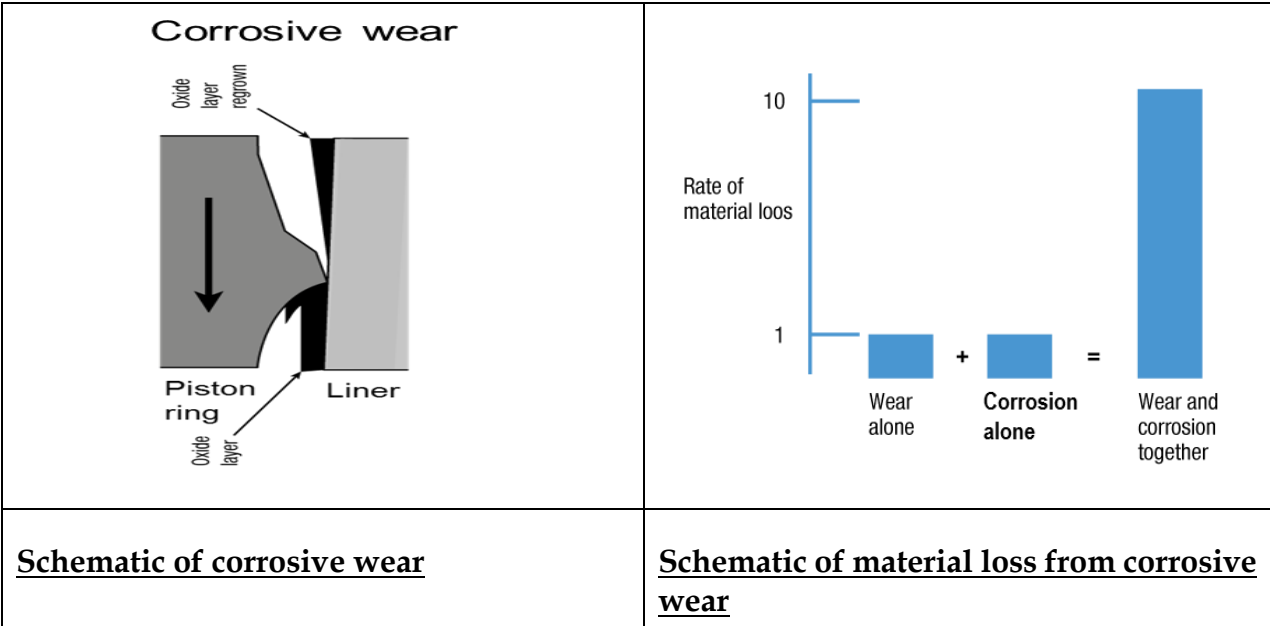 Corrosive wear
Oxide
layer
regrown
Piston
ring
Liner
Oxide
layer
10
Rate of
material loos
1
+
=
Wear
alone
Corrosion
alone
Wear and
corrosion
together
Schematic of corrosive wear
Schematic of material loss from corrosive
wear